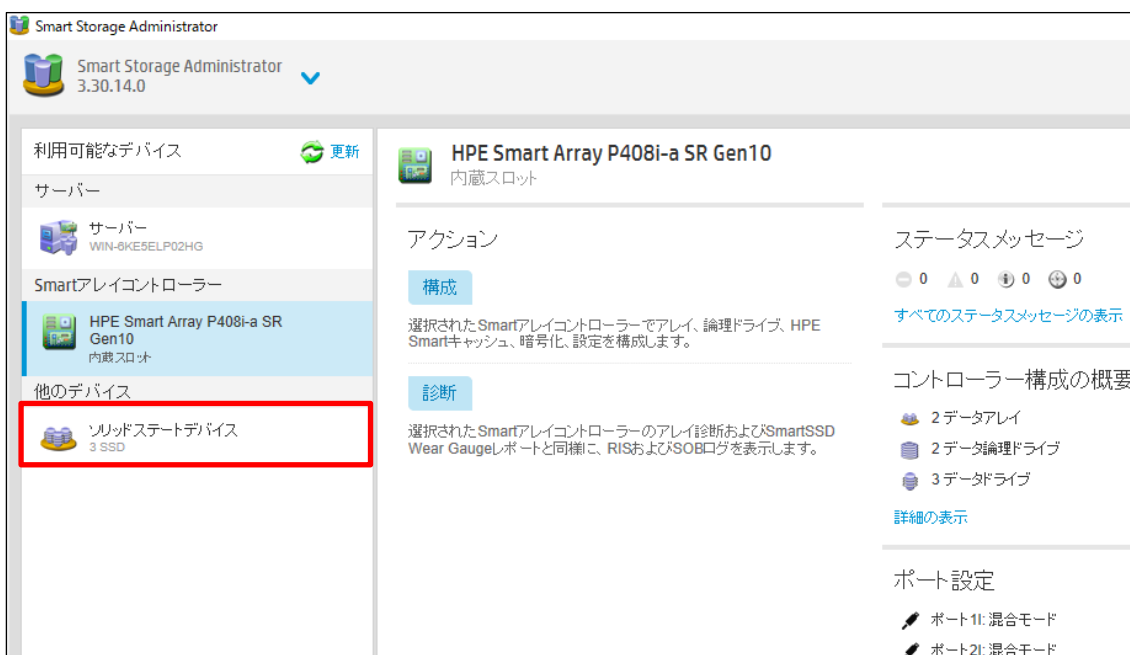 Smart Storage Administrator
Smart Storage Administrator
3.30.14.0
利用可能なデバイス
更新
サーバー
サーバー
WIN-6KE5ELP02HG
Smartアレイコントローラー
HPE Smart Array P408i-a SR
Gen10
内蔵スロット
他のデバイス
ソリッドステートデバイス
3 SSD
HPE Smart Array P408i-a SR Gen10
内蔵スロット
アクション
構成
選択されたSmartアレイコントローラーでアレイ、論理ドライブ、HPE
Smartキャッシュ、暗号化、設定を構成します。
診断
選択されたSmartアレイコントローラーのアレイ診断およびSmartSSD
Wear Gaugeレポートと同様に、RISおよびSOBログを表示します。
ステータスメッセージ
0 0 0 0
すべてのステータスメッセージの表示
コントローラー構成の概要
2 データアレイ
2 データ論理ドライブ
3 データドライブ
詳細の表示
ポート設定
ポート1I: 混合モード
ポート2I: 混合モード